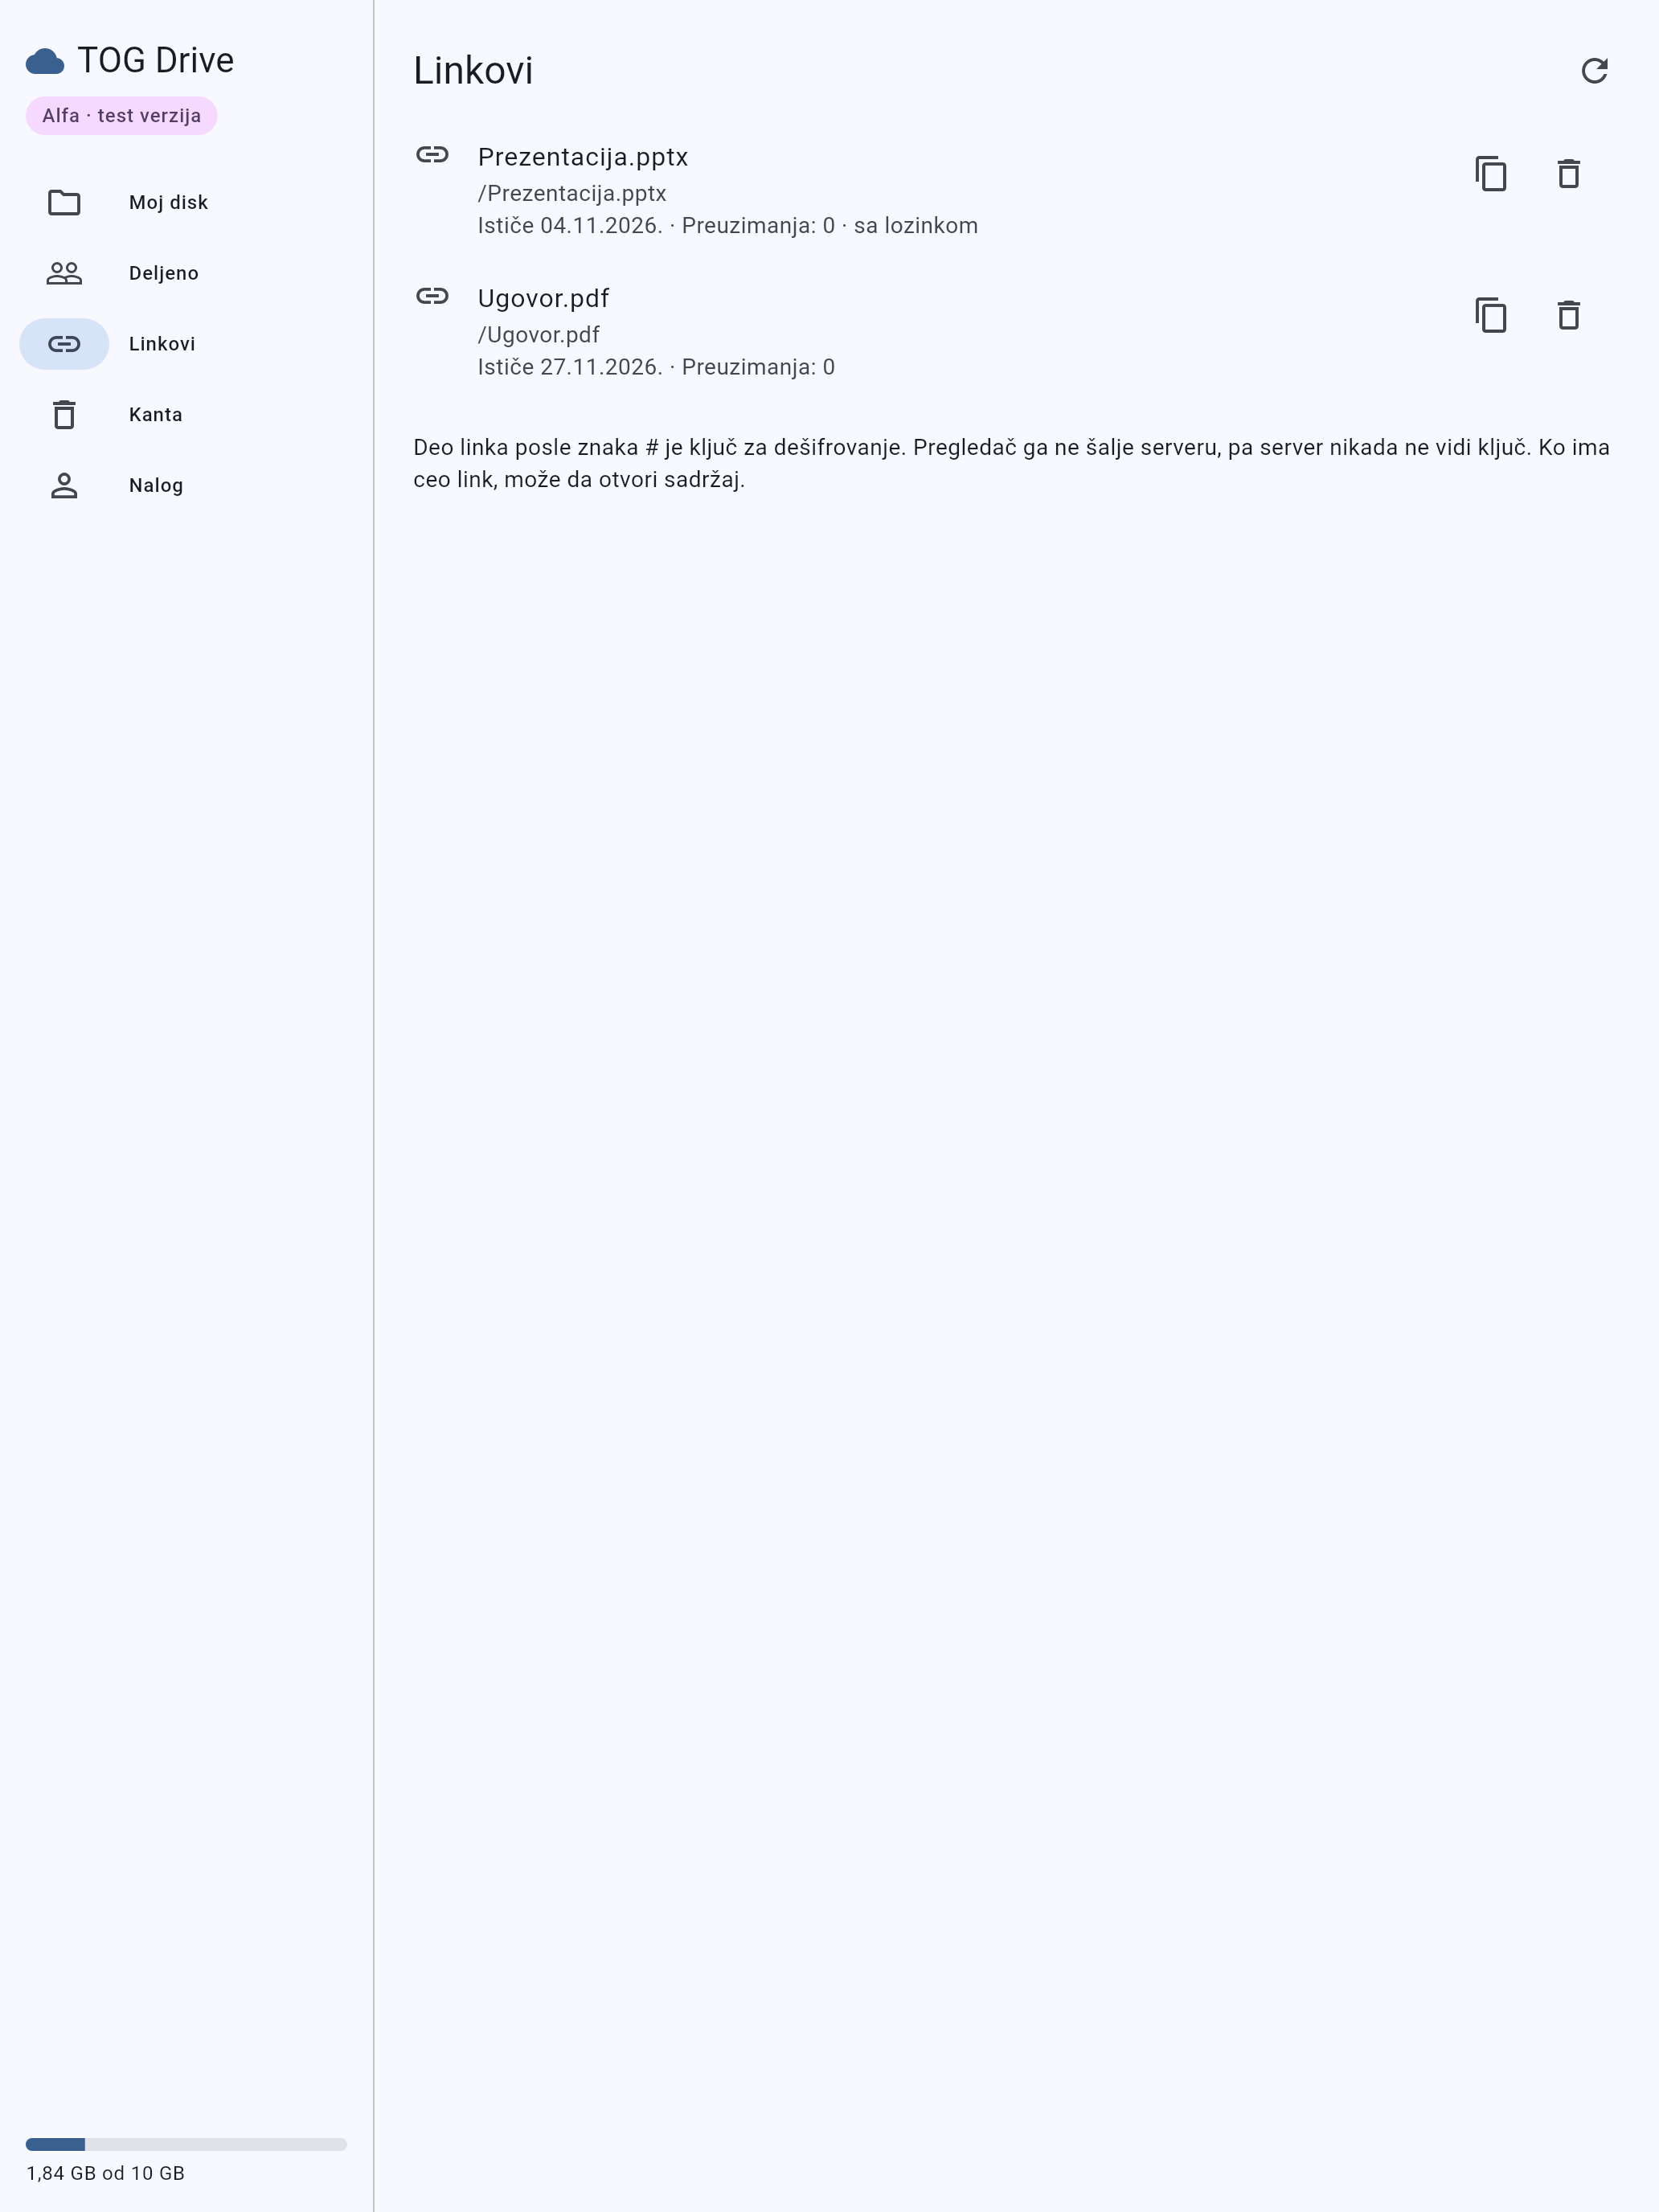 TOG Drive
Alfa · test verzija
Moj disk
Deljeno
Linkovi
Kanta
Nalog
1,84 GB od 10 GB
Linkovi
Prezentacija.pptx
/Prezentacija.pptx
Ističe 04.11.2026. · Preuzimanja: 0 · sa lozinkom
Ugovor.pdf
/Ugovor.pdf
Ističe 27.11.2026. · Preuzimanja: 0
Deo linka posle znaka # je ključ za dešifrovanje. Pregledač ga ne šalje serveru, pa server nikada ne vidi ključ. Ko ima
ceo link, može da otvori sadržaj.